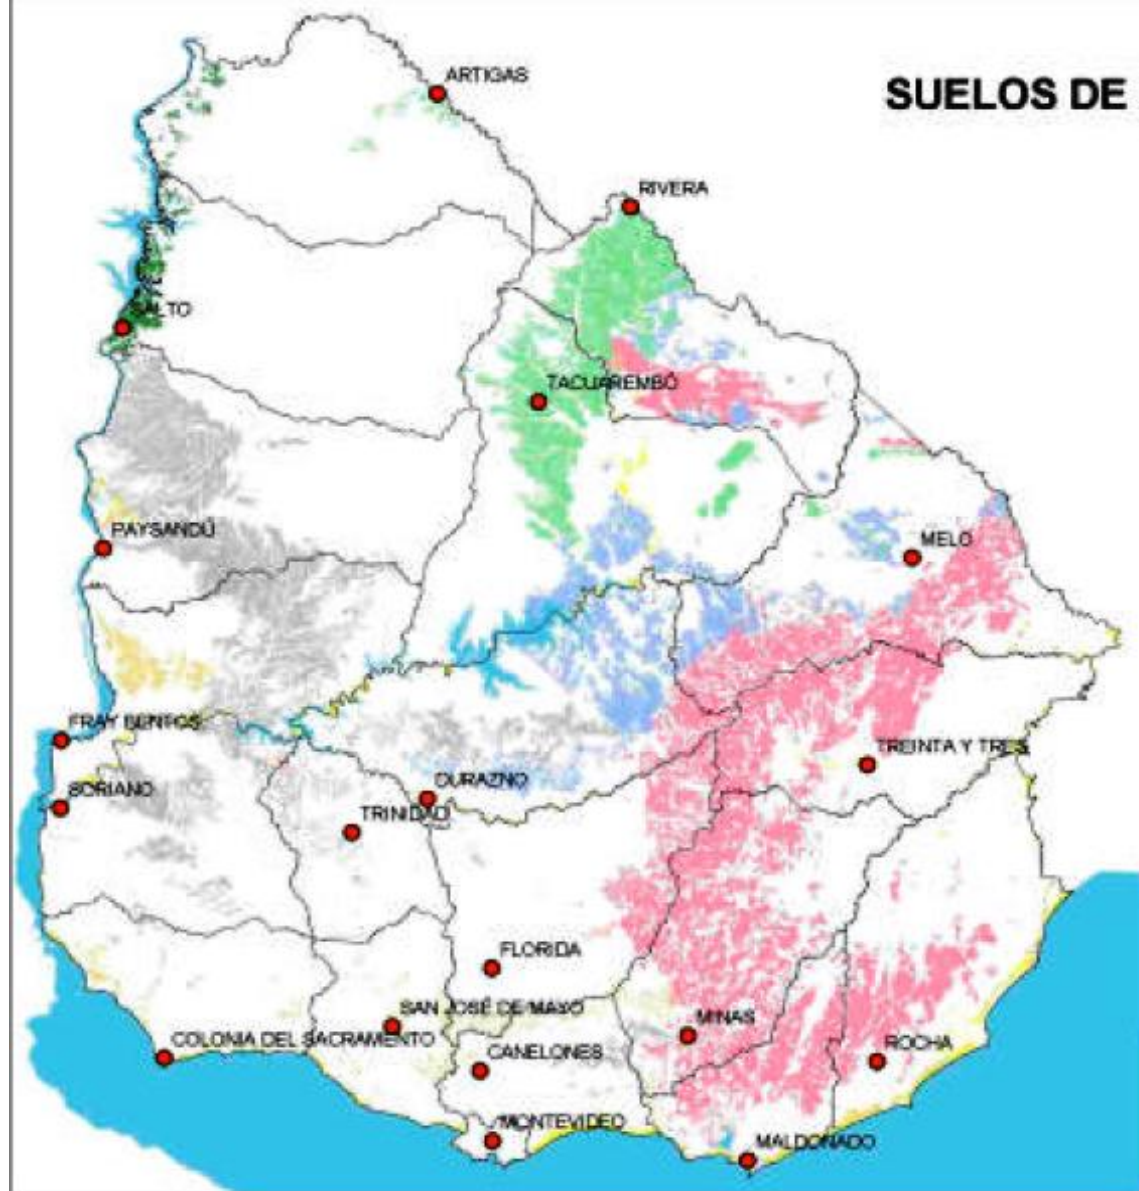 ARTIGAS
SUELOS DE
RIVERA
SALTO
TACUAREMBÓ
PAYSANDÚ
MELO
FRAY BENTOS
TREINTA Y TRES
SORIANO
DURAZNO
TRINIDAD
FLORIDA
SAN JOSÉ DE MAYO
MINAS
COLONIA DEL SACRAMENTO
CANELONES
ROCHA
MONTEVIDEO
MALDONADO